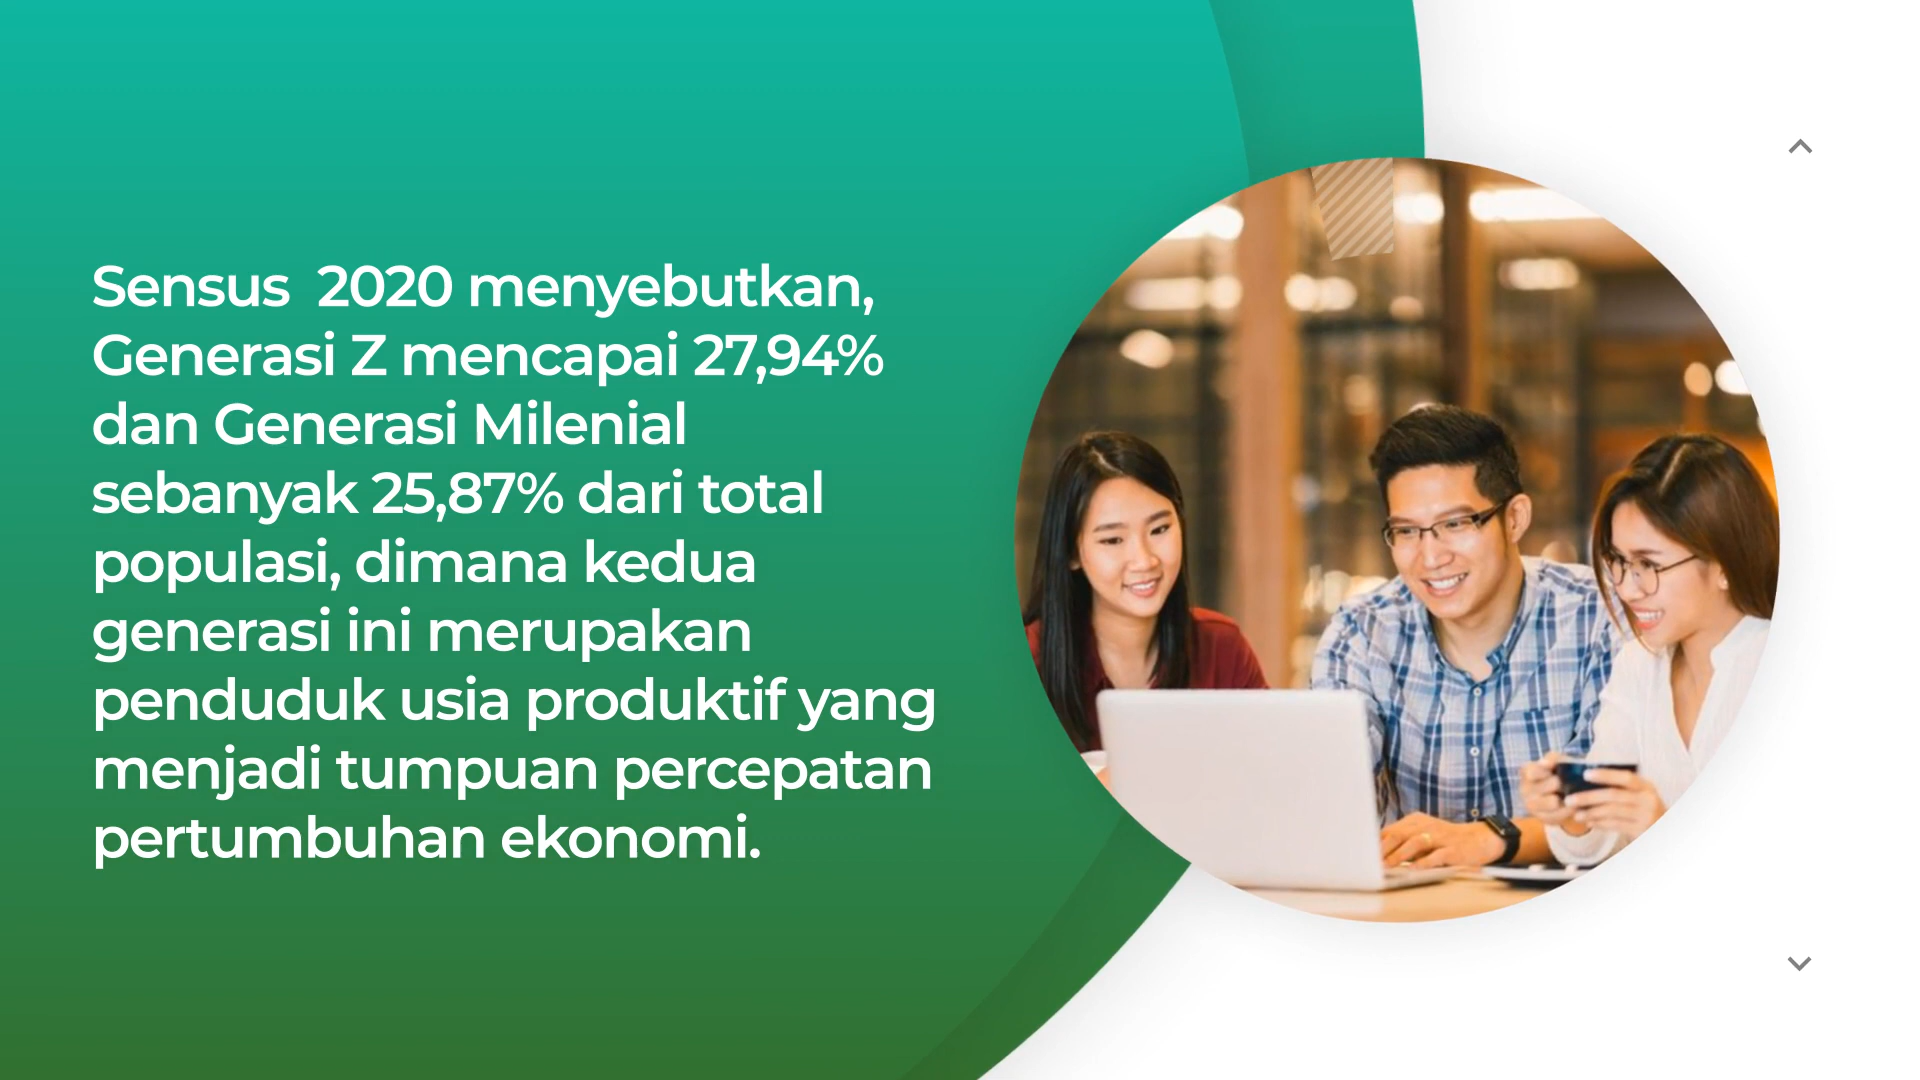 Sensus  2020 menyebutkan,
Generasi Z mencapai 27,94%
dan Generasi Milenial
sebanyak 25,87% dari total
populasi, dimana kedua
generasi ini merupakan
penduduk usia produktif yang
menjadi tumpuan percepatan
pertumbuhan ekonomi.